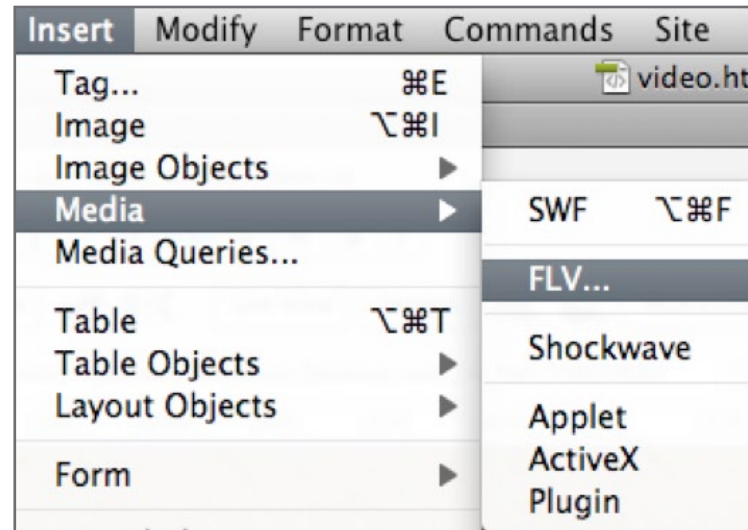 Insert Modify Format Commands Site
video.ht
Tag... ⌘E
Image ⌥⌘I
Image Objects
Media
Media Queries...
Table ⌥⌘T
Table Objects
Layout Objects
Form
SWF ⌥⌘F
FLV...
Shockwave
Applet
ActiveX
Plugin